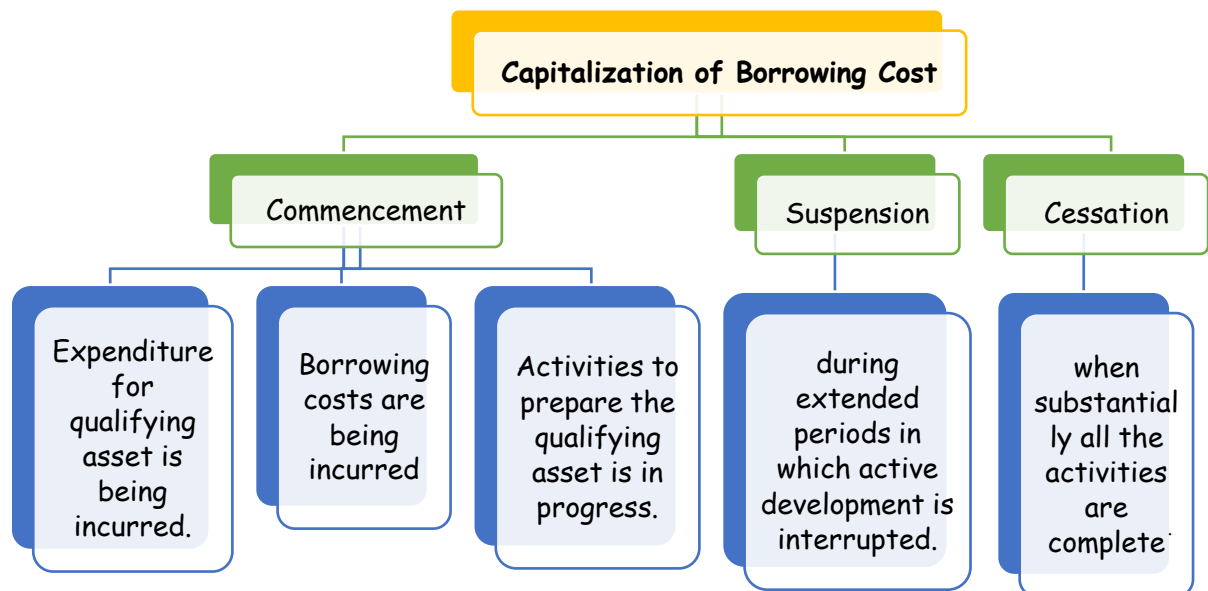 Capitalization of Borrowing Cost
Commencement
Suspension
Cessation
Expenditure
for
qualifying
asset is
being
incurred.
Borrowing
costs are
being
incurred
Activities to
prepare the
qualifying
asset is in
progress.
during
extended
periods in
which active
development is
interrupted.
when
substantial
ly all the
activities
are
complete